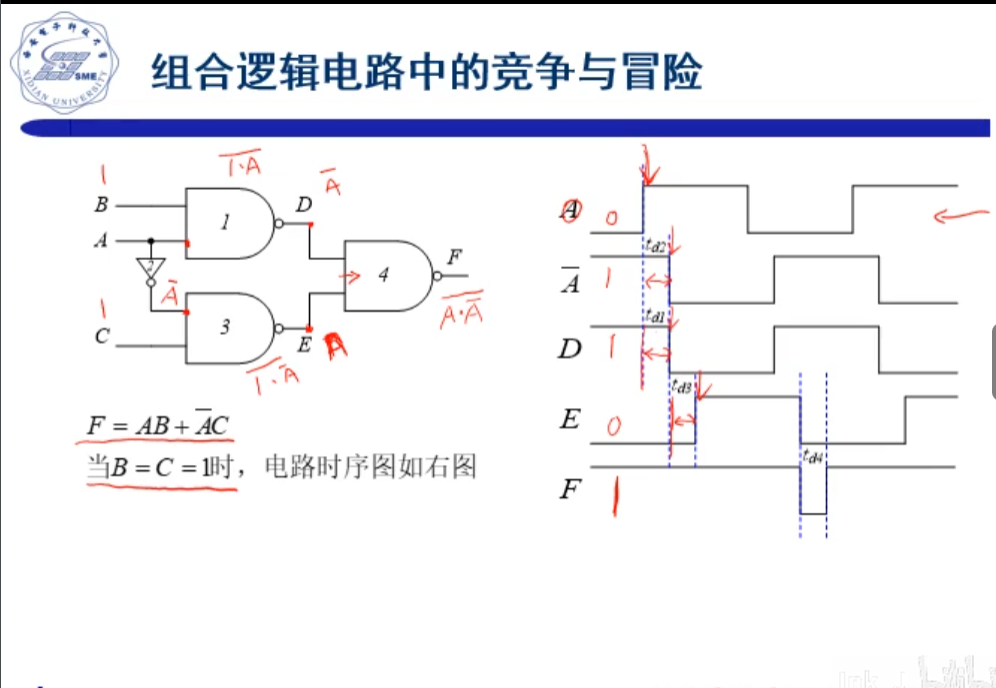 组合逻辑电路中的竞争与冒险
SME
XIDIAN UNIVERSITY
1
B
A
1
C
1
2
3
4
D
E
F
\overline{1·A}
\overline{A}
\overline{A}
A
\overline{1·\overline{A}}
\overline{A·\overline{A}}
F = AB + \overline{A}C
当B = C = 1时，电路时序图如右图
A 0
t_{d2}
\overline{A} 1
t_{d1}
D 1
t_{d3}
E 0
t_{d4}
F 1